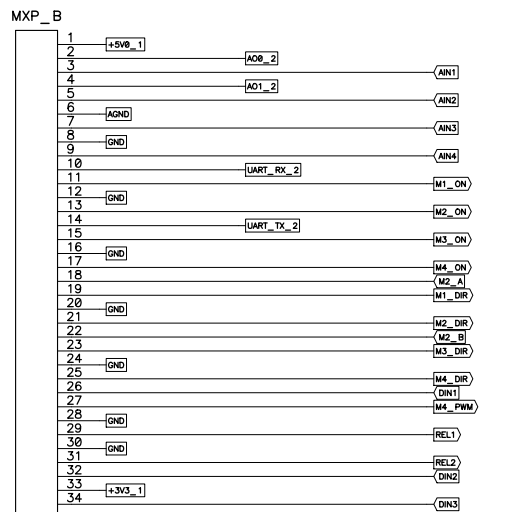 MXP_B
1 +5V0_1
2 AO0_2
3 AIN1
4 AO1_2
5 AIN2
6 AGND
7 AIN3
8 GND
9 AIN4
10 UART_RX_2
11 M1_ON
12 GND
13 M2_ON
14 UART_TX_2
15 M3_ON
16 GND
17 M4_ON
18 M2_A
19 M1_DIR
20 GND
21 M2_DIR
22 M2_B
23 M3_DIR
24 GND
25 M4_DIR
26 DIN1
27 M4_PWM
28 GND
29 REL1
30 GND
31 REL2
32 DIN2
33 +3V3_1
34 DIN3